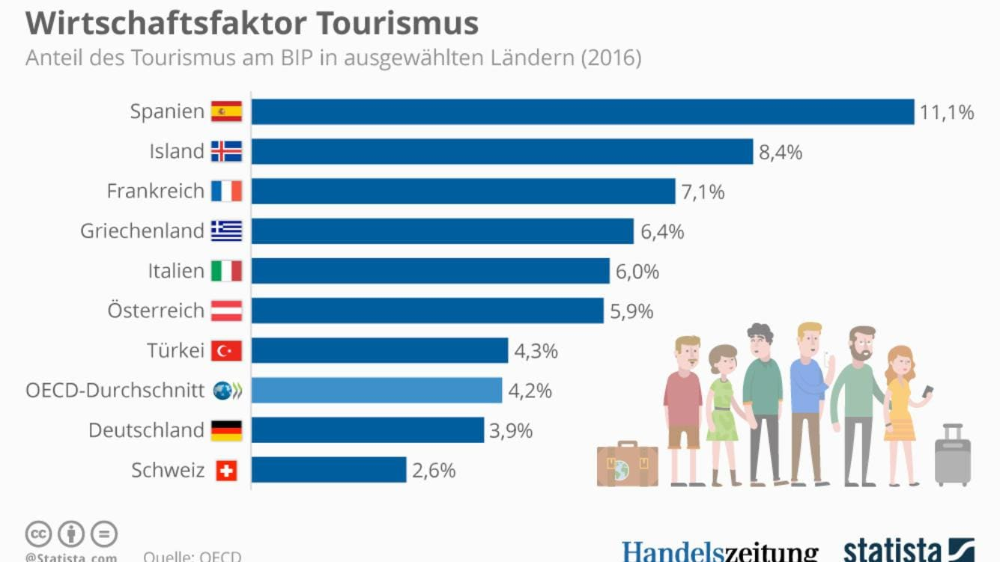 Wirtschaftsfaktor Tourismus
Anteil des Tourismus am BIP in ausgewählten Ländern (2016)
Spanien 11,1%
Island 8,4%
Frankreich 7,1%
Griechenland 6,4%
Italien 6,0%
Österreich 5,9%
Türkei 4,3%
OECD-Durchschnitt 4,2%
Deutschland 3,9%
Schweiz 2,6%
cc =
@Statista_com Quelle: OECD
Handelszeitung statista